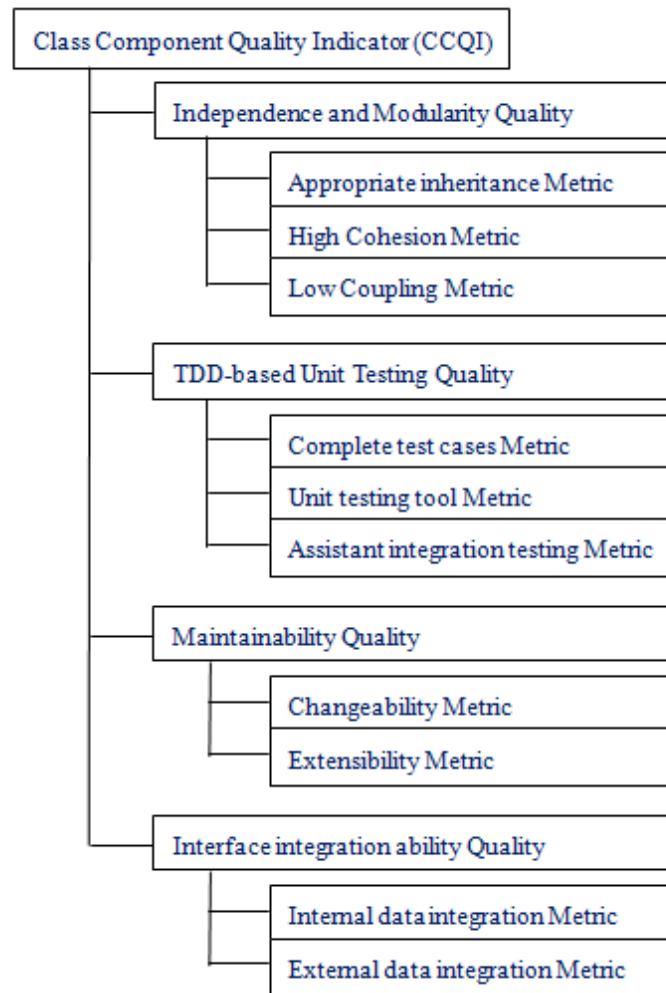 Class Component Quality Indicator (CCQI)
Independence and Modularity Quality
Appropriate inheritance Metric
High Cohesion Metric
Low Coupling Metric
TDD-based Unit Testing Quality
Complete test cases Metric
Unit testing tool Metric
Assistant integration testing Metric
Maintainability Quality
Changeability Metric
Extensibility Metric
Interface integration ability Quality
Internal data integration Metric
External data integration Metric